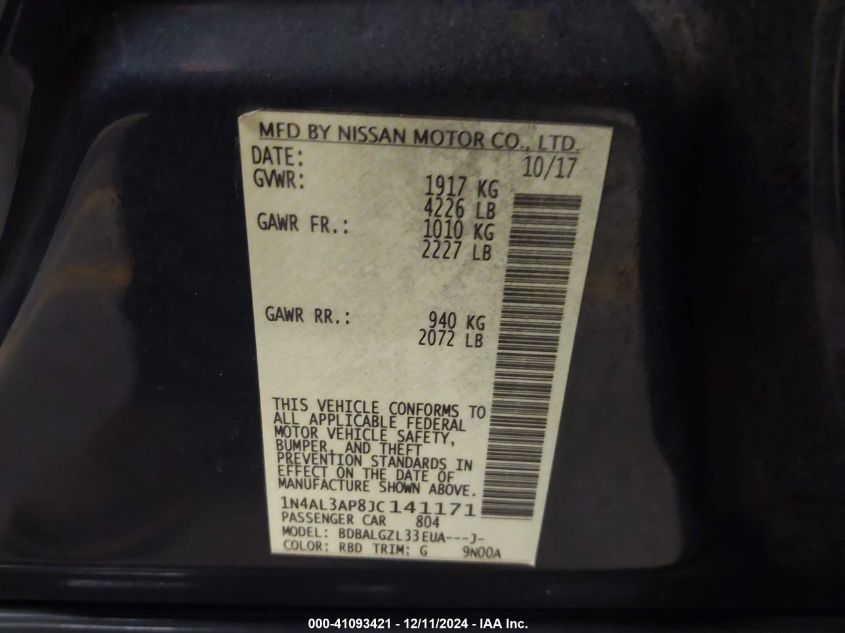 MFD BY NISSAN MOTOR CO., LTD.
DATE: 10/17
GVWR: 1917 KG
4226 LB
GAWR FR.: 1010 KG
2227 LB
GAWR RR.: 940 KG
2072 LB
THIS VEHICLE CONFORMS TO
ALL APPLICABLE FEDERAL
MOTOR VEHICLE SAFETY,
BUMPER, AND THEFT
PREVENTION STANDARDS IN
EFFECT ON THE DATE OF
MANUFACTURE SHOWN ABOVE.
1N4AL3AP8JC141171
PASSENGER CAR 804
MODEL: BDBALGZL33EUA---J-
COLOR: RBD TRIM: G 9N00A
000-41093421 - 12/11/2024 - IAA Inc.